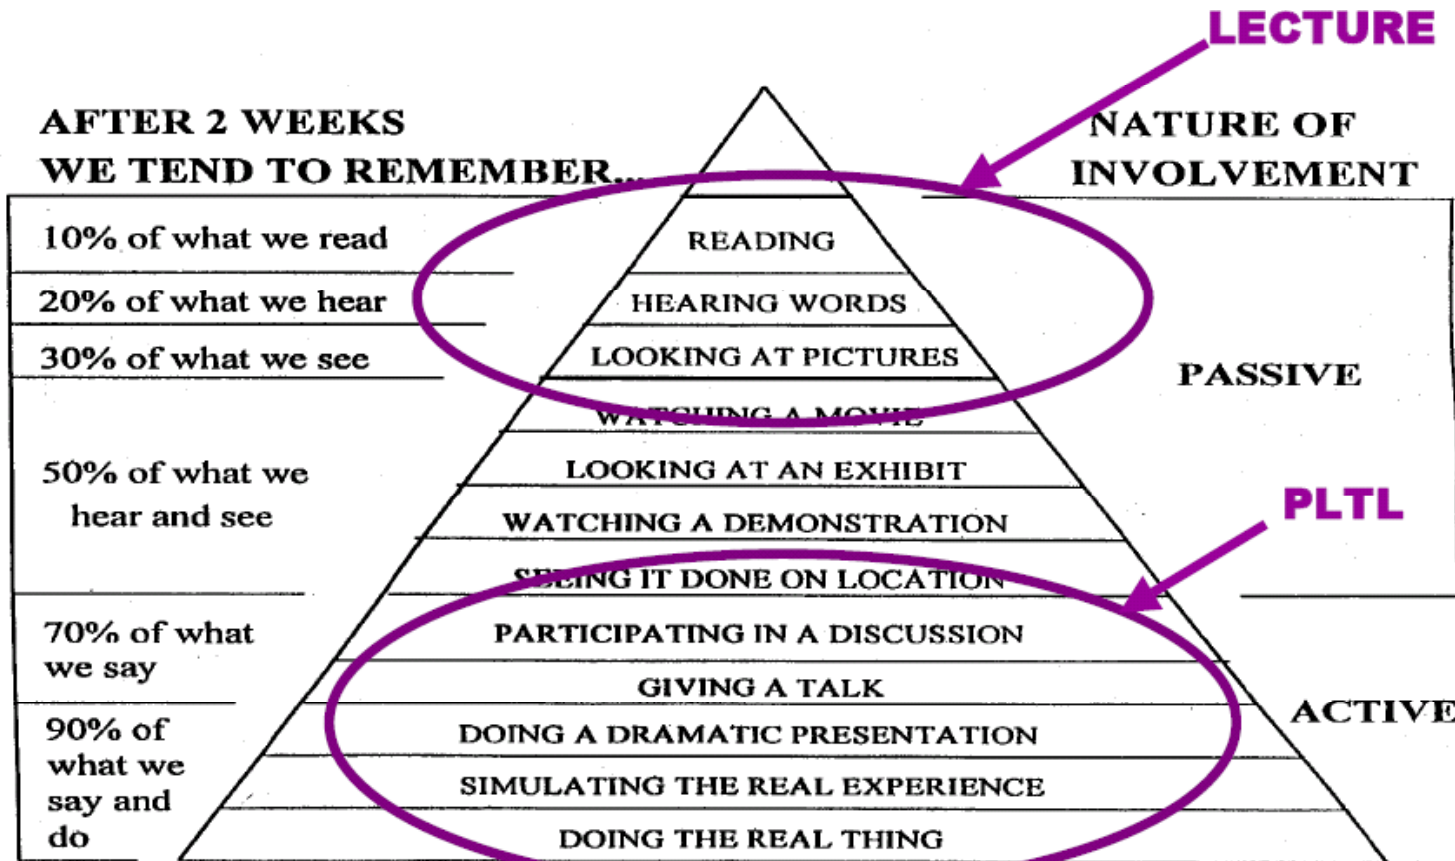 LECTURE
AFTER 2 WEEKS
WE TEND TO REMEMBER...
NATURE OF
INVOLVEMENT
10% of what we read
READING
20% of what we hear
HEARING WORDS
30% of what we see
LOOKING AT PICTURES
PASSIVE
WATCHING A MOVIE
50% of what we
hear and see
LOOKING AT AN EXHIBIT
WATCHING A DEMONSTRATION
PLTL
SEEING IT DONE ON LOCATION
70% of what
we say
PARTICIPATING IN A DISCUSSION
GIVING A TALK
ACTIVE
90% of
what we
say and
do
DOING A DRAMATIC PRESENTATION
SIMULATING THE REAL EXPERIENCE
DOING THE REAL THING